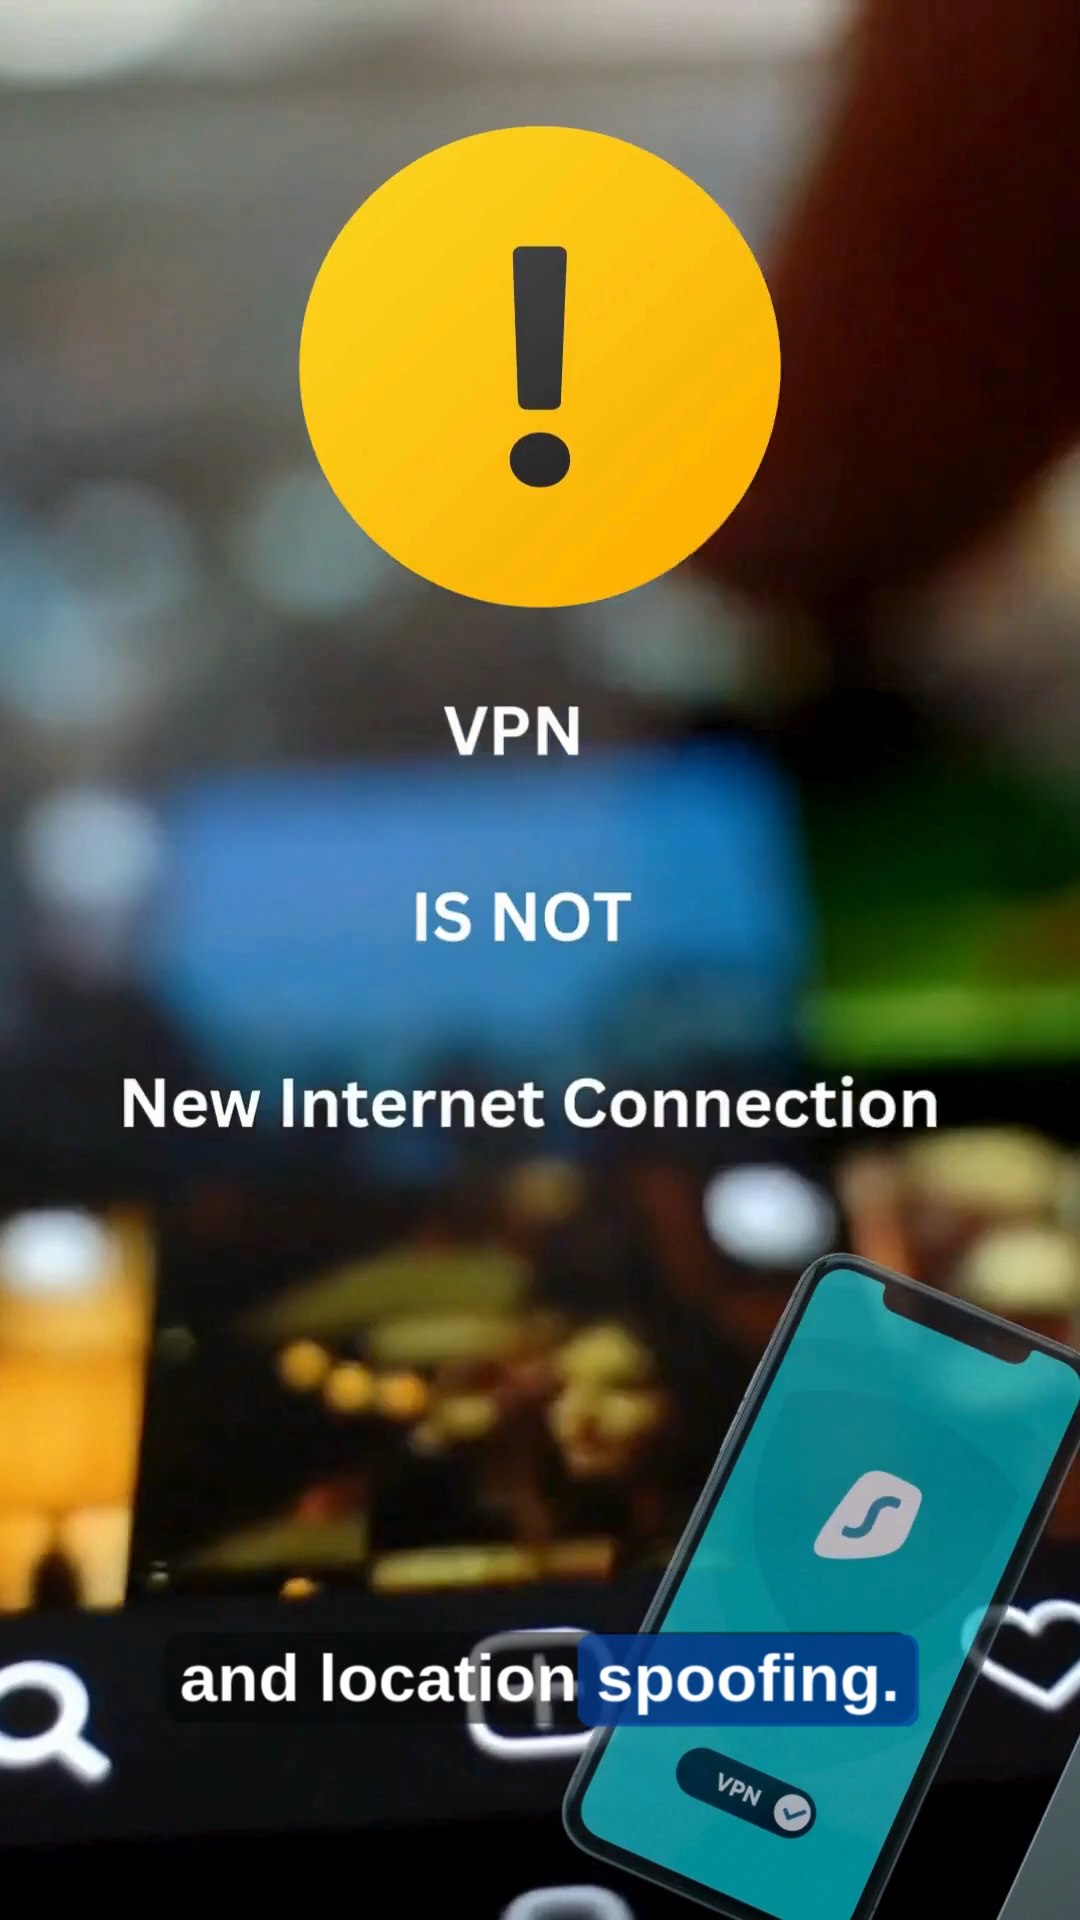 !
VPN
IS NOT
New Internet Connection
and location spoofing.
VPN